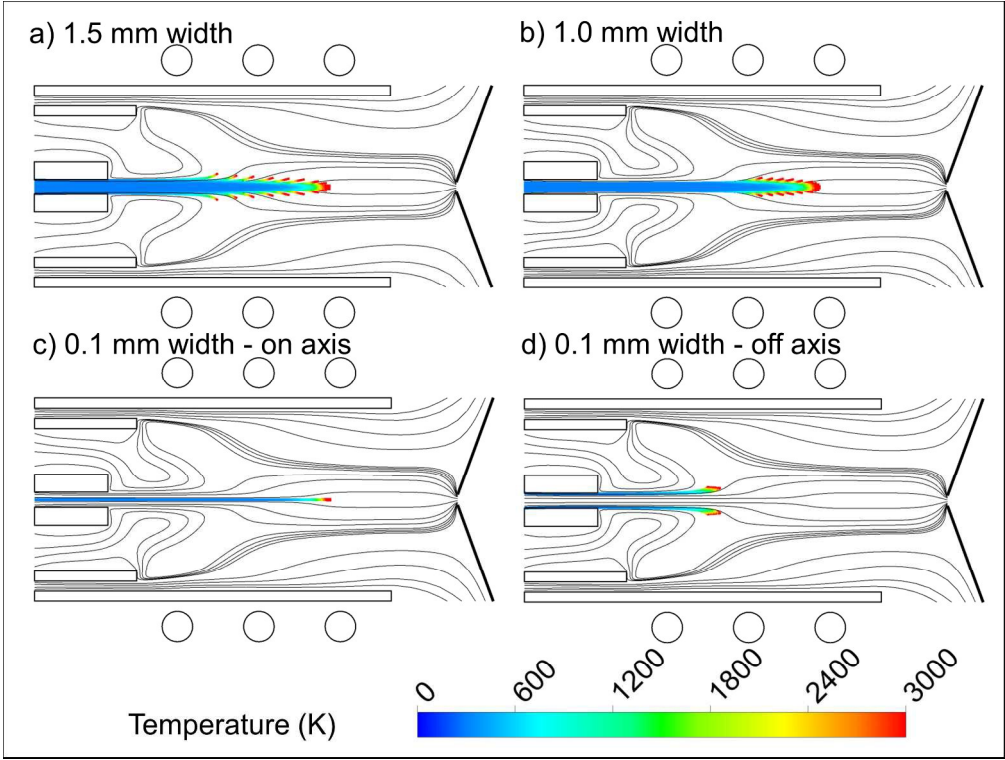 a) 1.5 mm width
b) 1.0 mm width
c) 0.1 mm width - on axis
d) 0.1 mm width - off axis
0 600 1200 1800 2400 3000
Temperature (K)